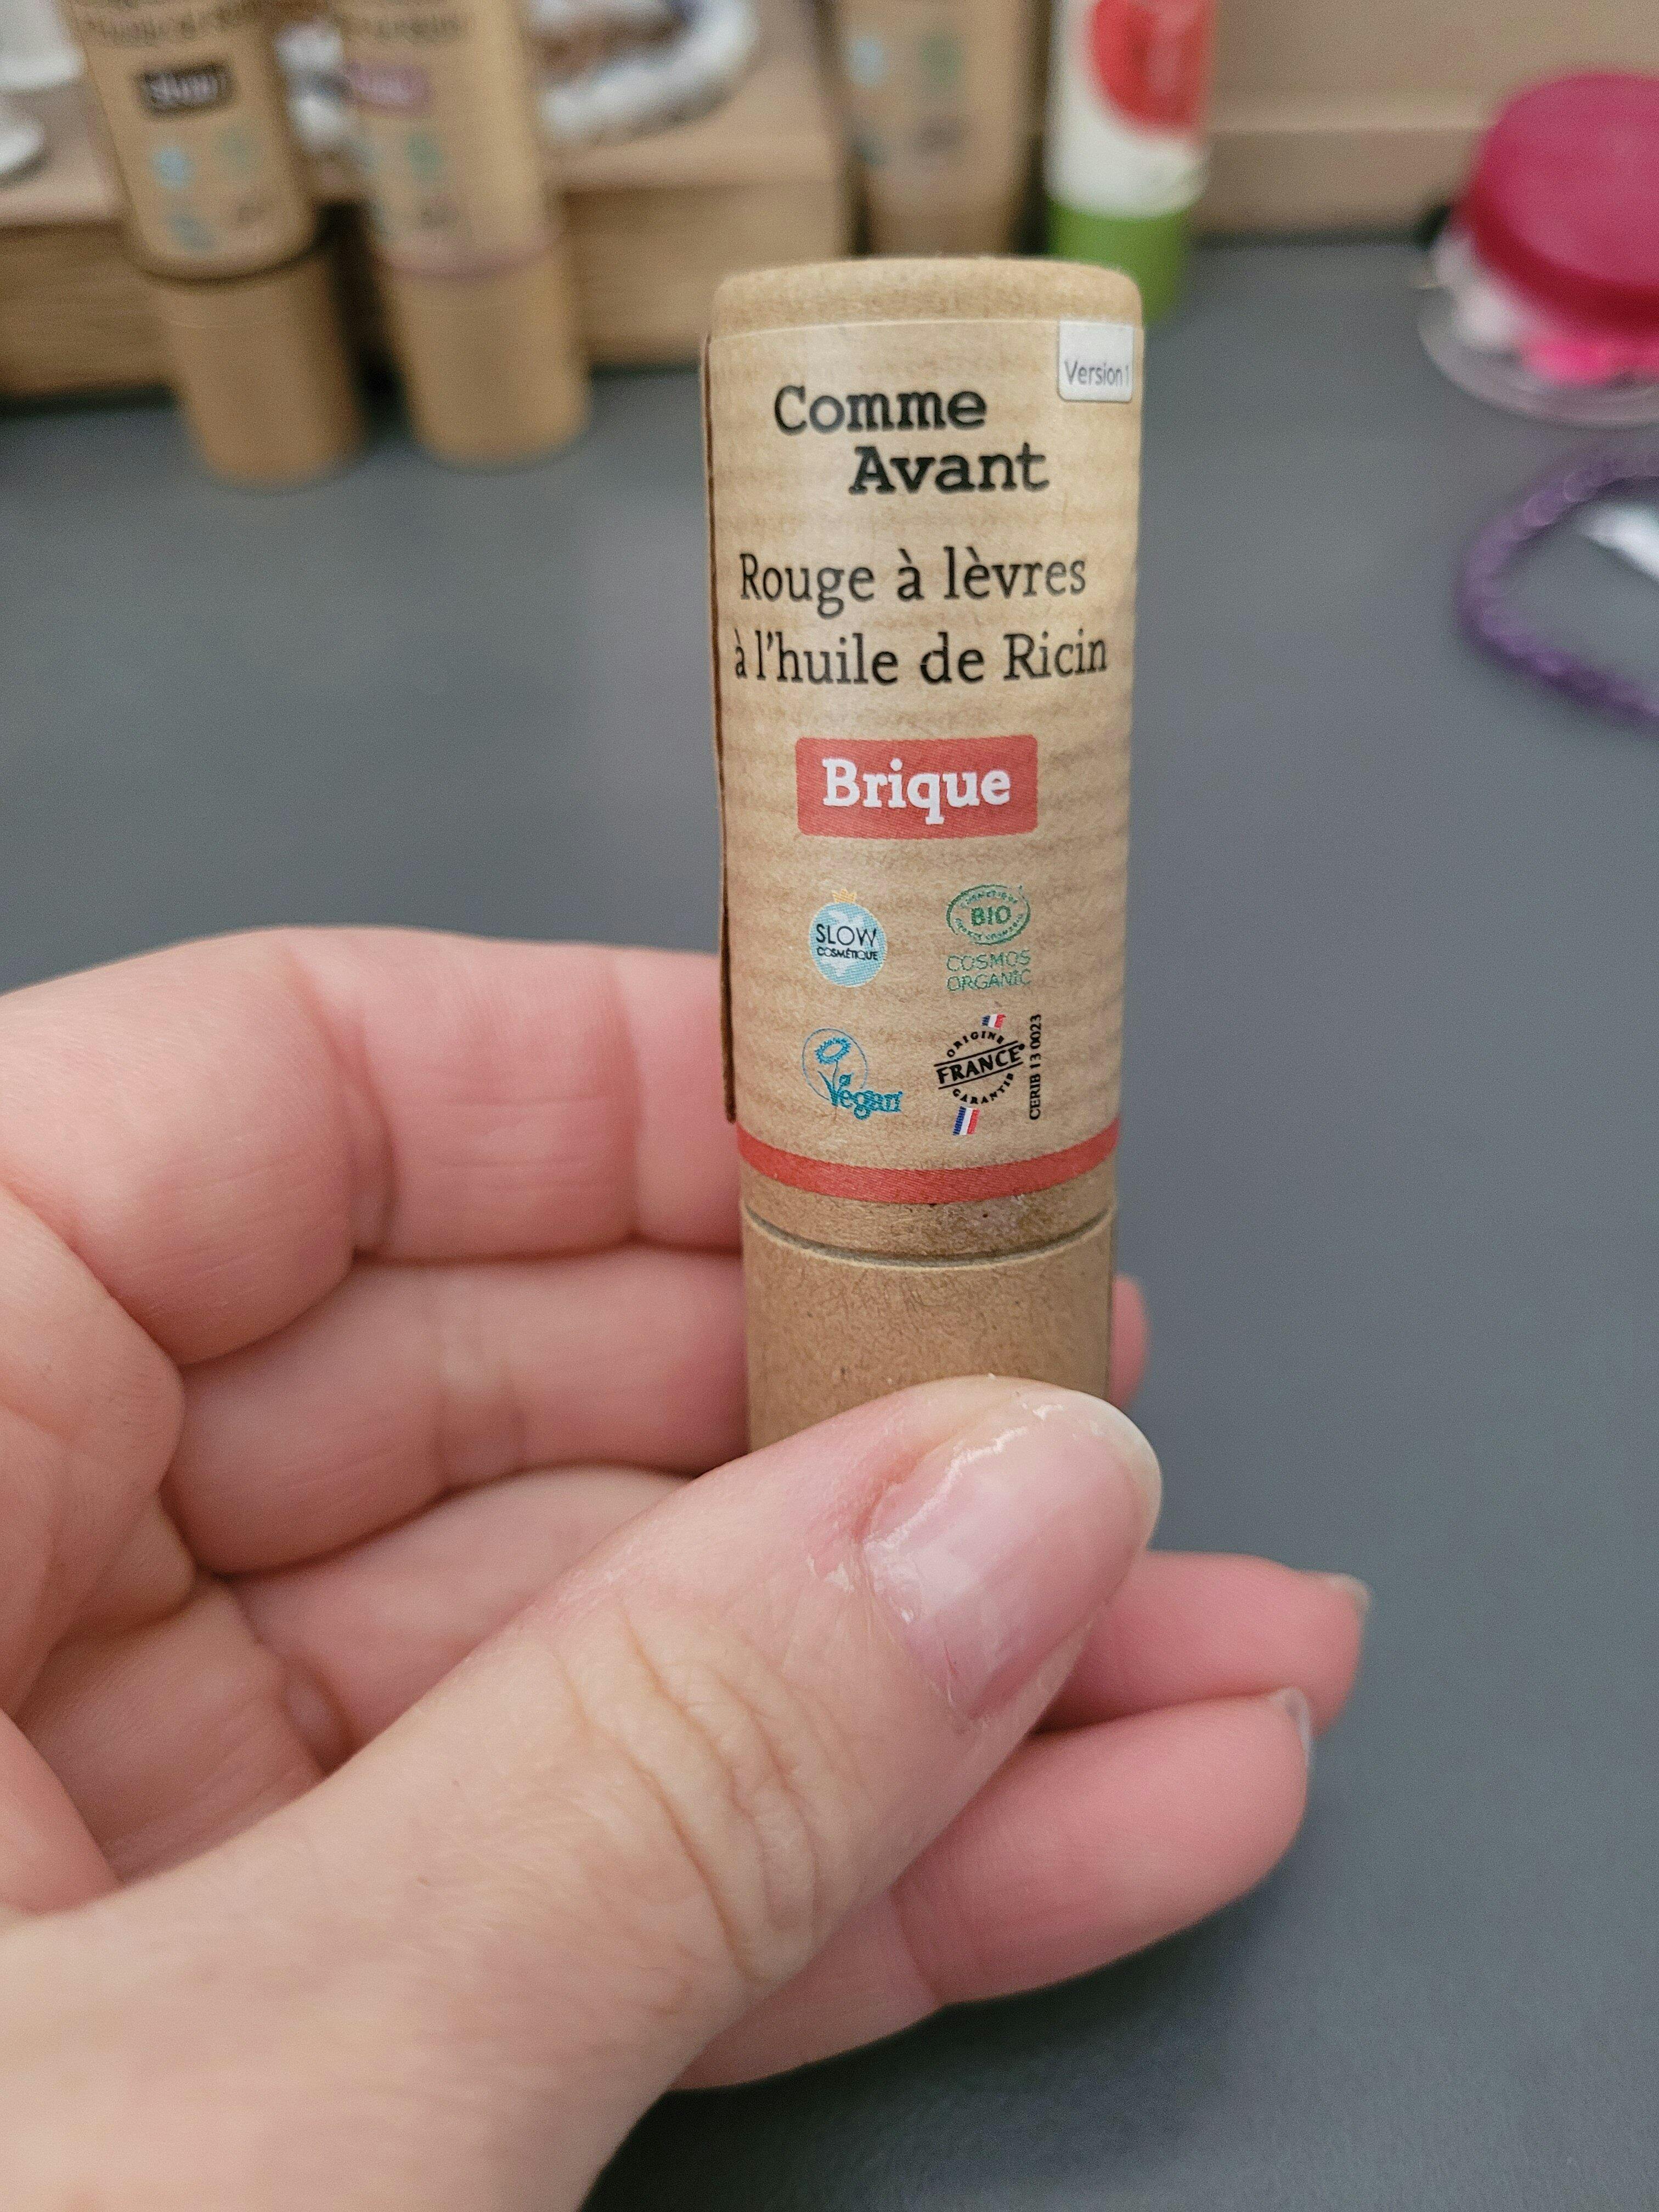 Version 1
Comme
Avant
Rouge à lèvres
à l'huile de Ricin
Brique
SLOW
COSMÉTIQUE
BIO
COSMOS
ORGANIC
Vegan
ORIGINE
FRANCE
GARANTIE
CERIB 13 0023